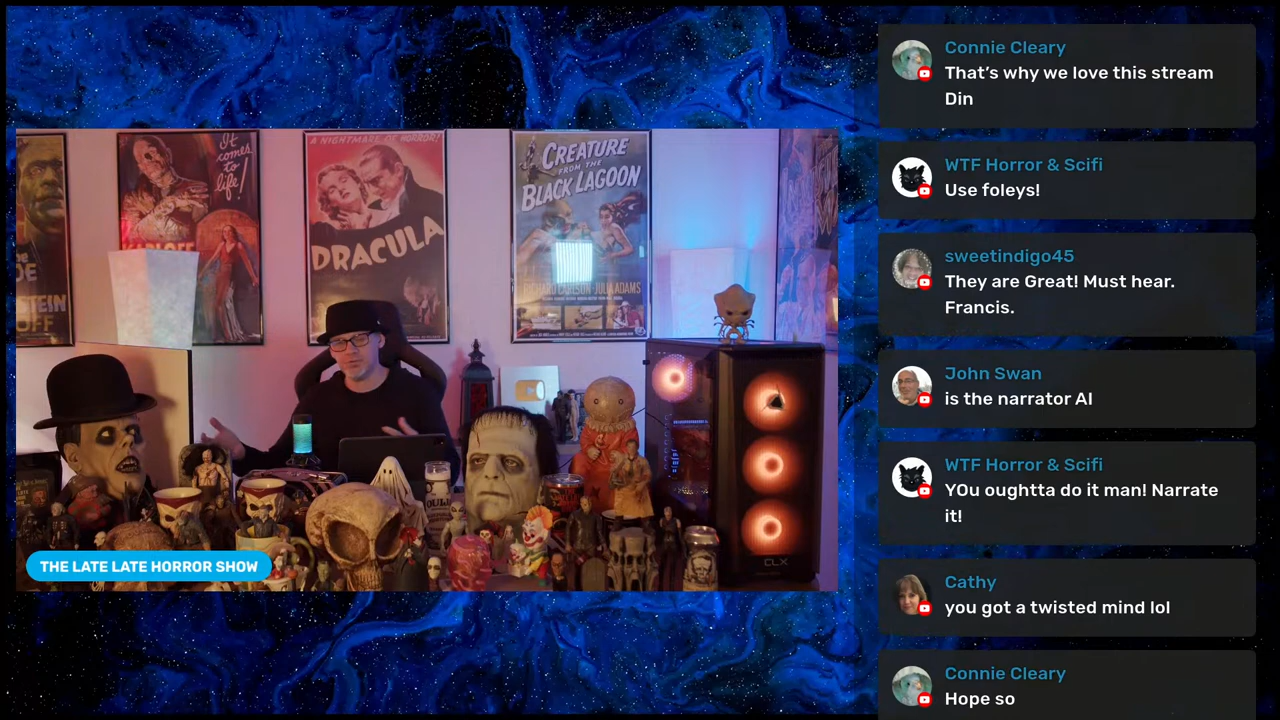 It
comes
to
life!
A NIGHTMARE OF HORROR!
DRACULA
CREATURE
FROM THE
BLACK LAGOON
RICHARD CARLSON · JULIA ADAMS
CLX
THE LATE LATE HORROR SHOW
Connie Cleary
That’s why we love this stream
Din
WTF Horror & Scifi
Use foleys!
sweetindigo45
They are Great! Must hear.
Francis.
John Swan
is the narrator AI
WTF Horror & Scifi
YOu oughtta do it man! Narrate
it!
Cathy
you got a twisted mind lol
Connie Cleary
Hope so